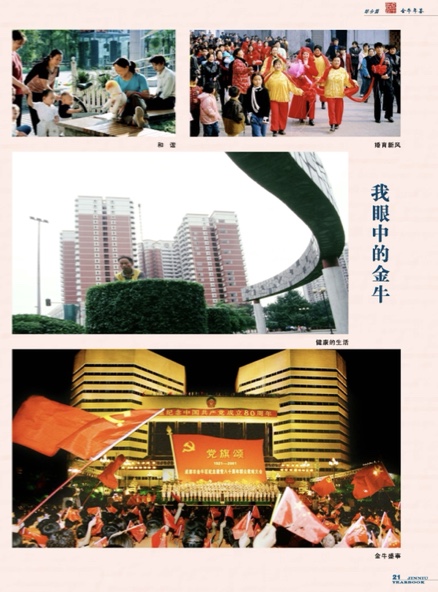 金牛年鉴
和 谐
婚育新风
我眼中的金牛
健康的生活
纪念中国共产党成立80周年
党旗颂
1921-2001
金牛盛事
21 JINNIU
YEARBOOK